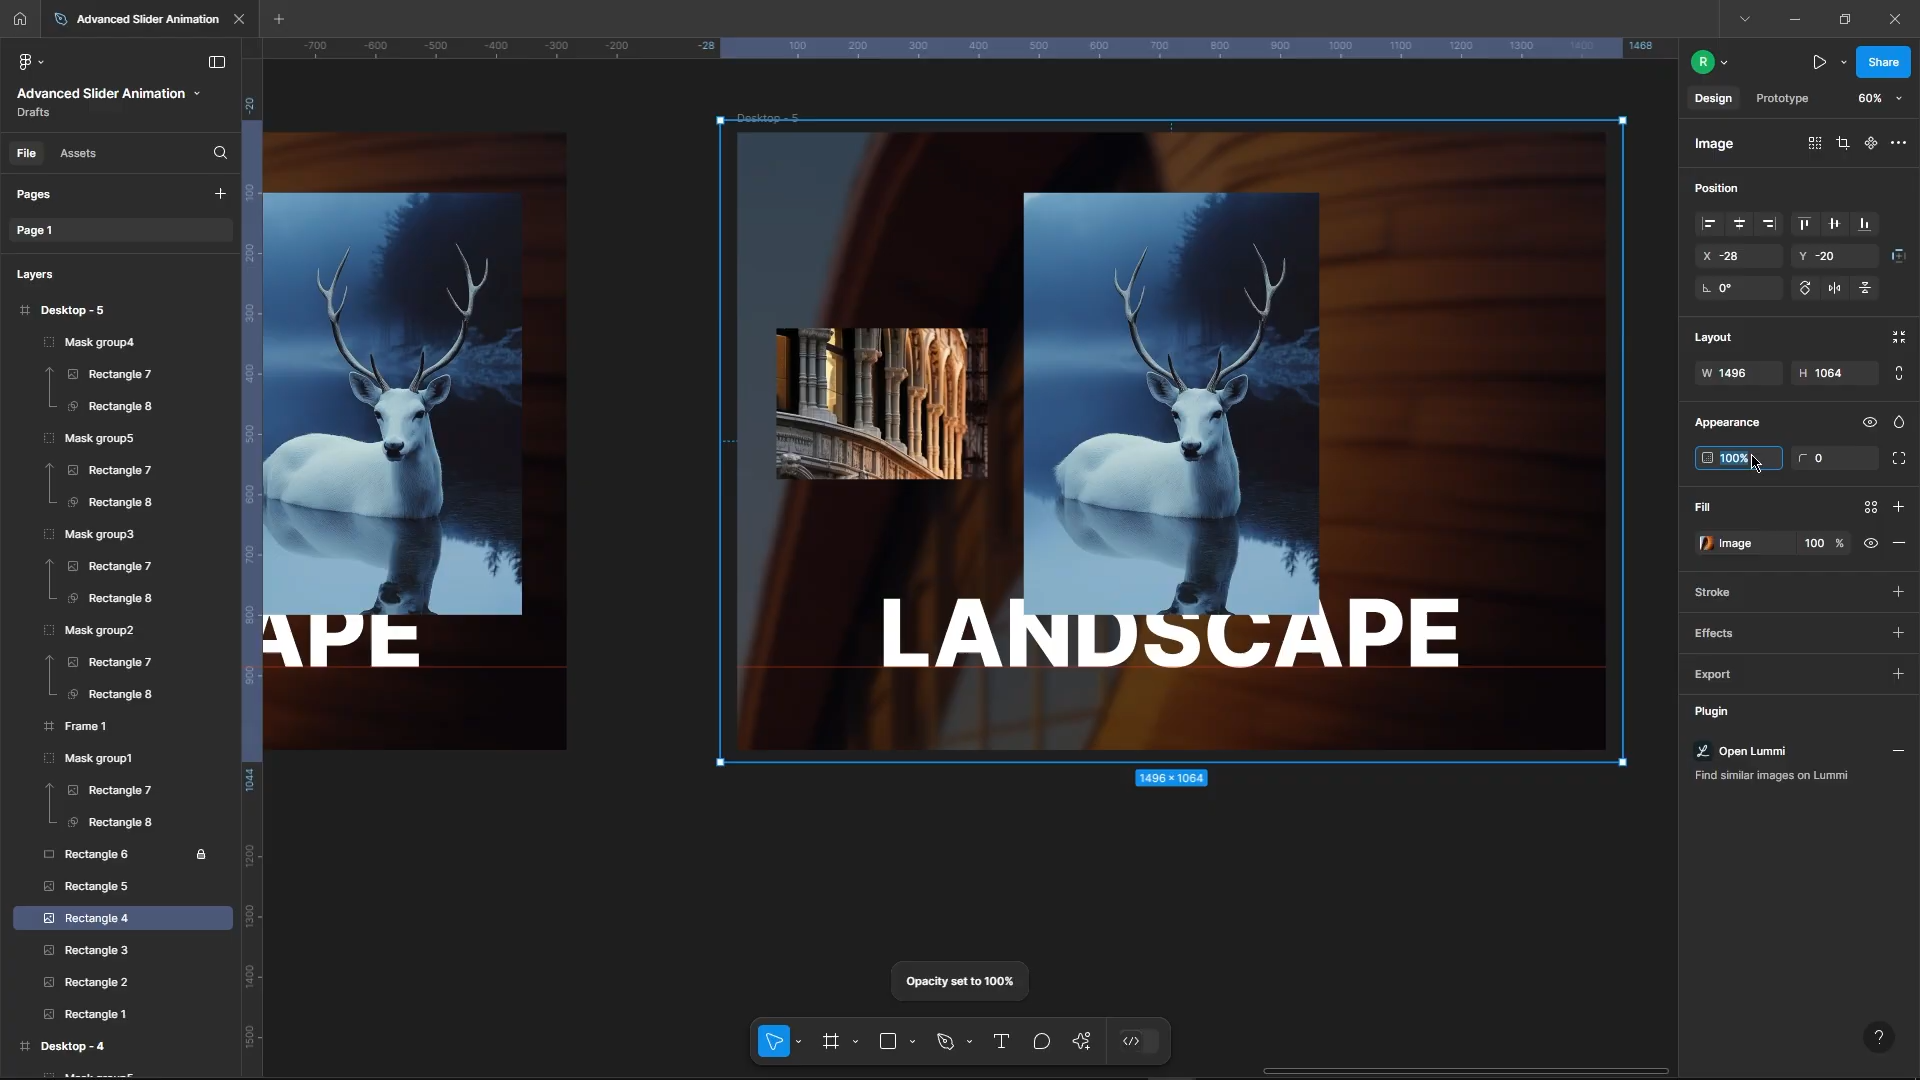 Advanced Slider Animation
Advanced Slider Animation
Drafts
File
Assets
Pages
Page 1
Layers
Desktop - 5
Mask group4
Rectangle 7
Rectangle 8
Mask group5
Rectangle 7
Rectangle 8
Mask group3
Rectangle 7
Rectangle 8
Mask group2
Rectangle 7
Rectangle 8
Frame 1
Mask group1
Rectangle 7
Rectangle 8
Rectangle 6
Rectangle 5
Rectangle 4
Rectangle 3
Rectangle 2
Rectangle 1
Desktop - 4
Mask group5
-700 -600 -500 -400 -300 -200 -28 100 200 300 400 500 600 700 800 900 1000 1100 1200 1300 1400 1468
-20
100
200
300
400
500
600
700
800
900
1044
1200
1300
1400
1500
Desktop - 5
APE
LANDSCAPE
1496 × 1064
Opacity set to 100%
R
Share
Design
Prototype
60%
Image
Position
X -28
Y -20
0°
Layout
W 1496
H 1064
Appearance
100%
0
Fill
Image
100 %
Stroke
Effects
Export
Plugin
Open Lummi
Find similar images on Lummi
?